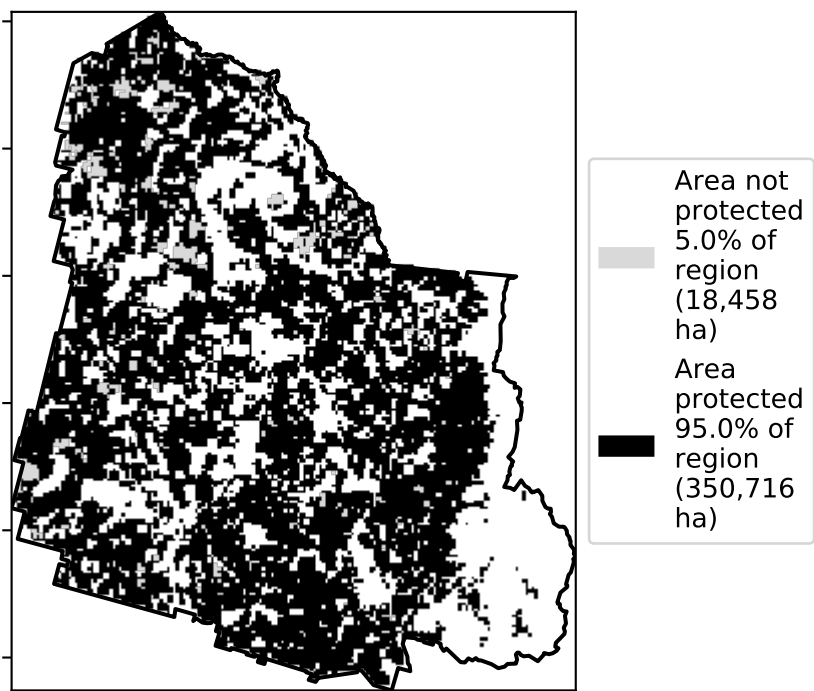 Area not
protected
5.0% of
region
(18,458
ha)
Area
protected
95.0% of
region
(350,716
ha)